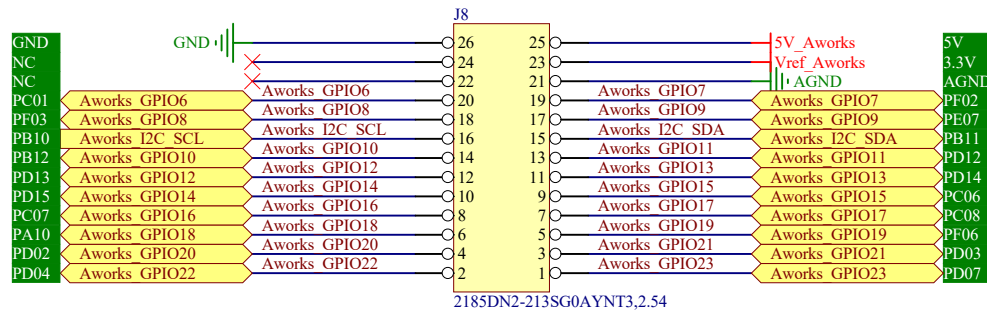 J8
GND GND 26 25 5V_Aworks 5V
NC 24 23 Vref_Aworks 3.3V
NC 22 21 AGND AGND
PC01 Aworks_GPIO6 Aworks_GPIO6 20 19 Aworks_GPIO7 Aworks_GPIO7 PF02
PF03 Aworks_GPIO8 Aworks_GPIO8 18 17 Aworks_GPIO9 Aworks_GPIO9 PE07
PB10 Aworks_I2C_SCL Aworks_I2C_SCL 16 15 Aworks_I2C_SDA Aworks_I2C_SDA PB11
PB12 Aworks_GPIO10 Aworks_GPIO10 14 13 Aworks_GPIO11 Aworks_GPIO11 PD12
PD13 Aworks_GPIO12 Aworks_GPIO12 12 11 Aworks_GPIO13 Aworks_GPIO13 PD14
PD15 Aworks_GPIO14 Aworks_GPIO14 10 9 Aworks_GPIO15 Aworks_GPIO15 PC06
PC07 Aworks_GPIO16 Aworks_GPIO16 8 7 Aworks_GPIO17 Aworks_GPIO17 PC08
PA10 Aworks_GPIO18 Aworks_GPIO18 6 5 Aworks_GPIO19 Aworks_GPIO19 PF06
PD02 Aworks_GPIO20 Aworks_GPIO20 4 3 Aworks_GPIO21 Aworks_GPIO21 PD03
PD04 Aworks_GPIO22 Aworks_GPIO22 2 1 Aworks_GPIO23 Aworks_GPIO23 PD07
2185DN2-213SG0AYNT3,2.54